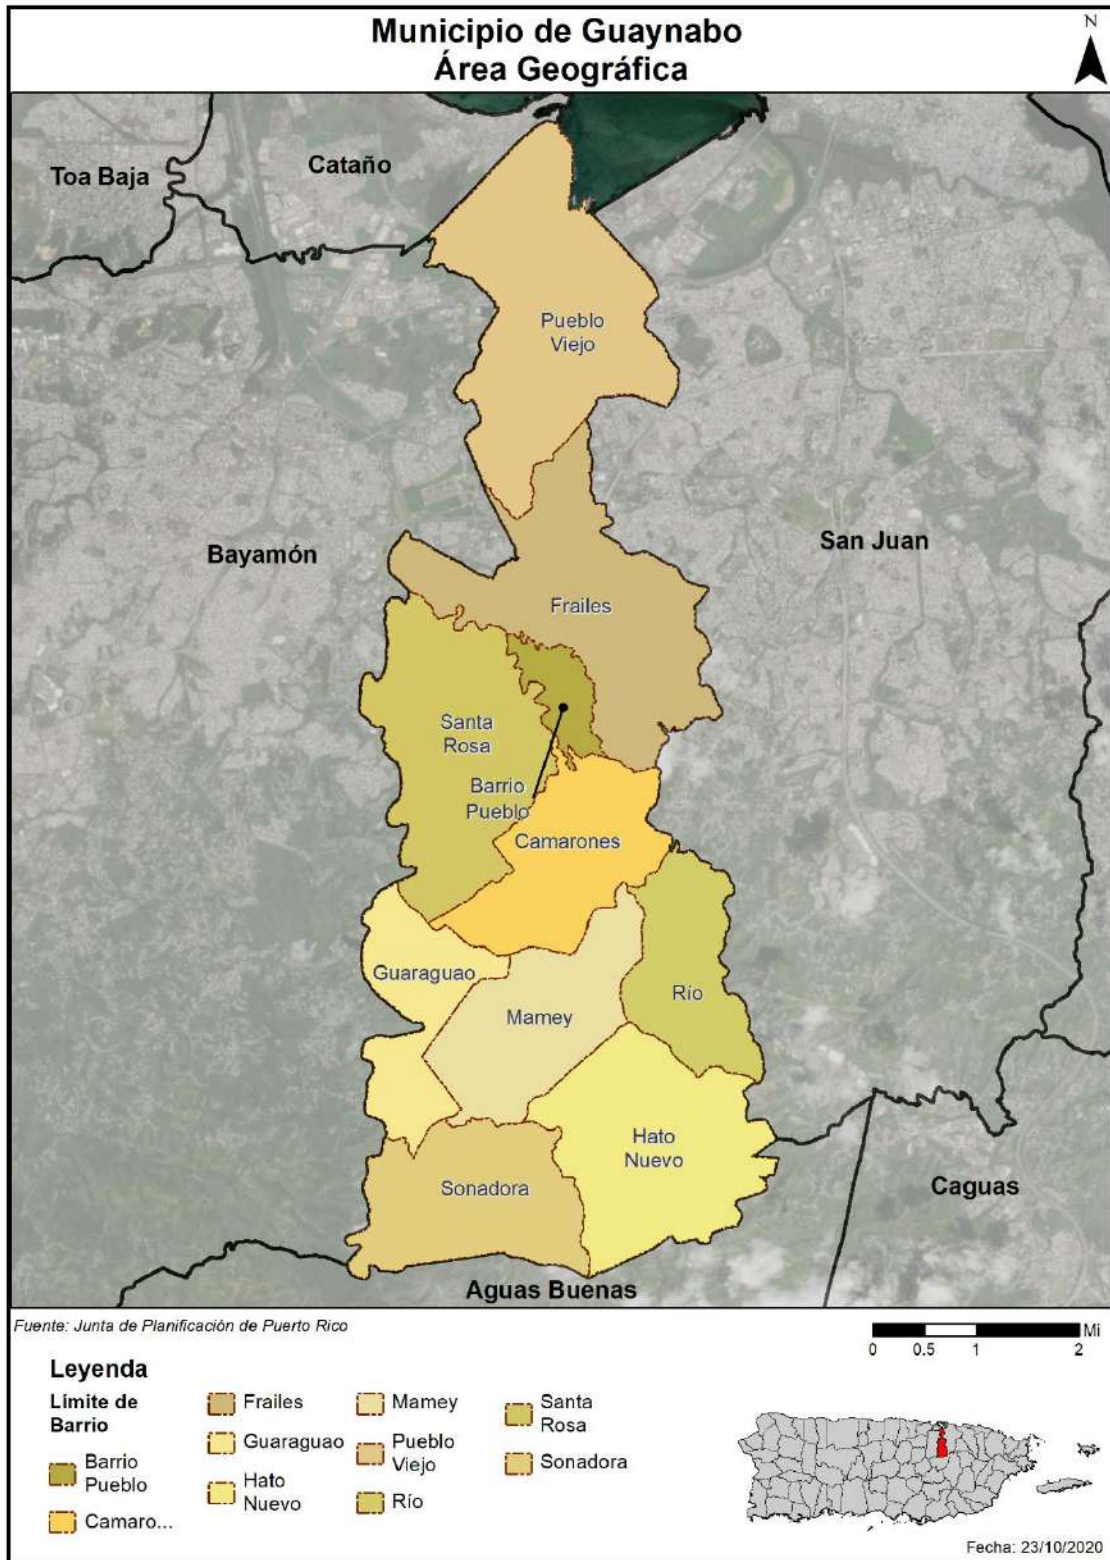 Municipio de Guaynabo
Área Geográfica
N
Toa Baja
Cataño
Pueblo
Viejo
Bayamón
San Juan
Frailes
Santa
Rosa
Barrio
Pueblo
Camarones
Guaraguao
Río
Mamey
Hato
Nuevo
Sonadora
Caguas
Aguas Buenas
Fuente: Junta de Planificación de Puerto Rico
Mi
0 0.5 1 2
Leyenda
Límite de
Barrio
Barrio
Pueblo
Camaro...
Frailes
Guaraguao
Hato
Nuevo
Mamey
Pueblo
Viejo
Río
Santa
Rosa
Sonadora
Fecha: 23/10/2020